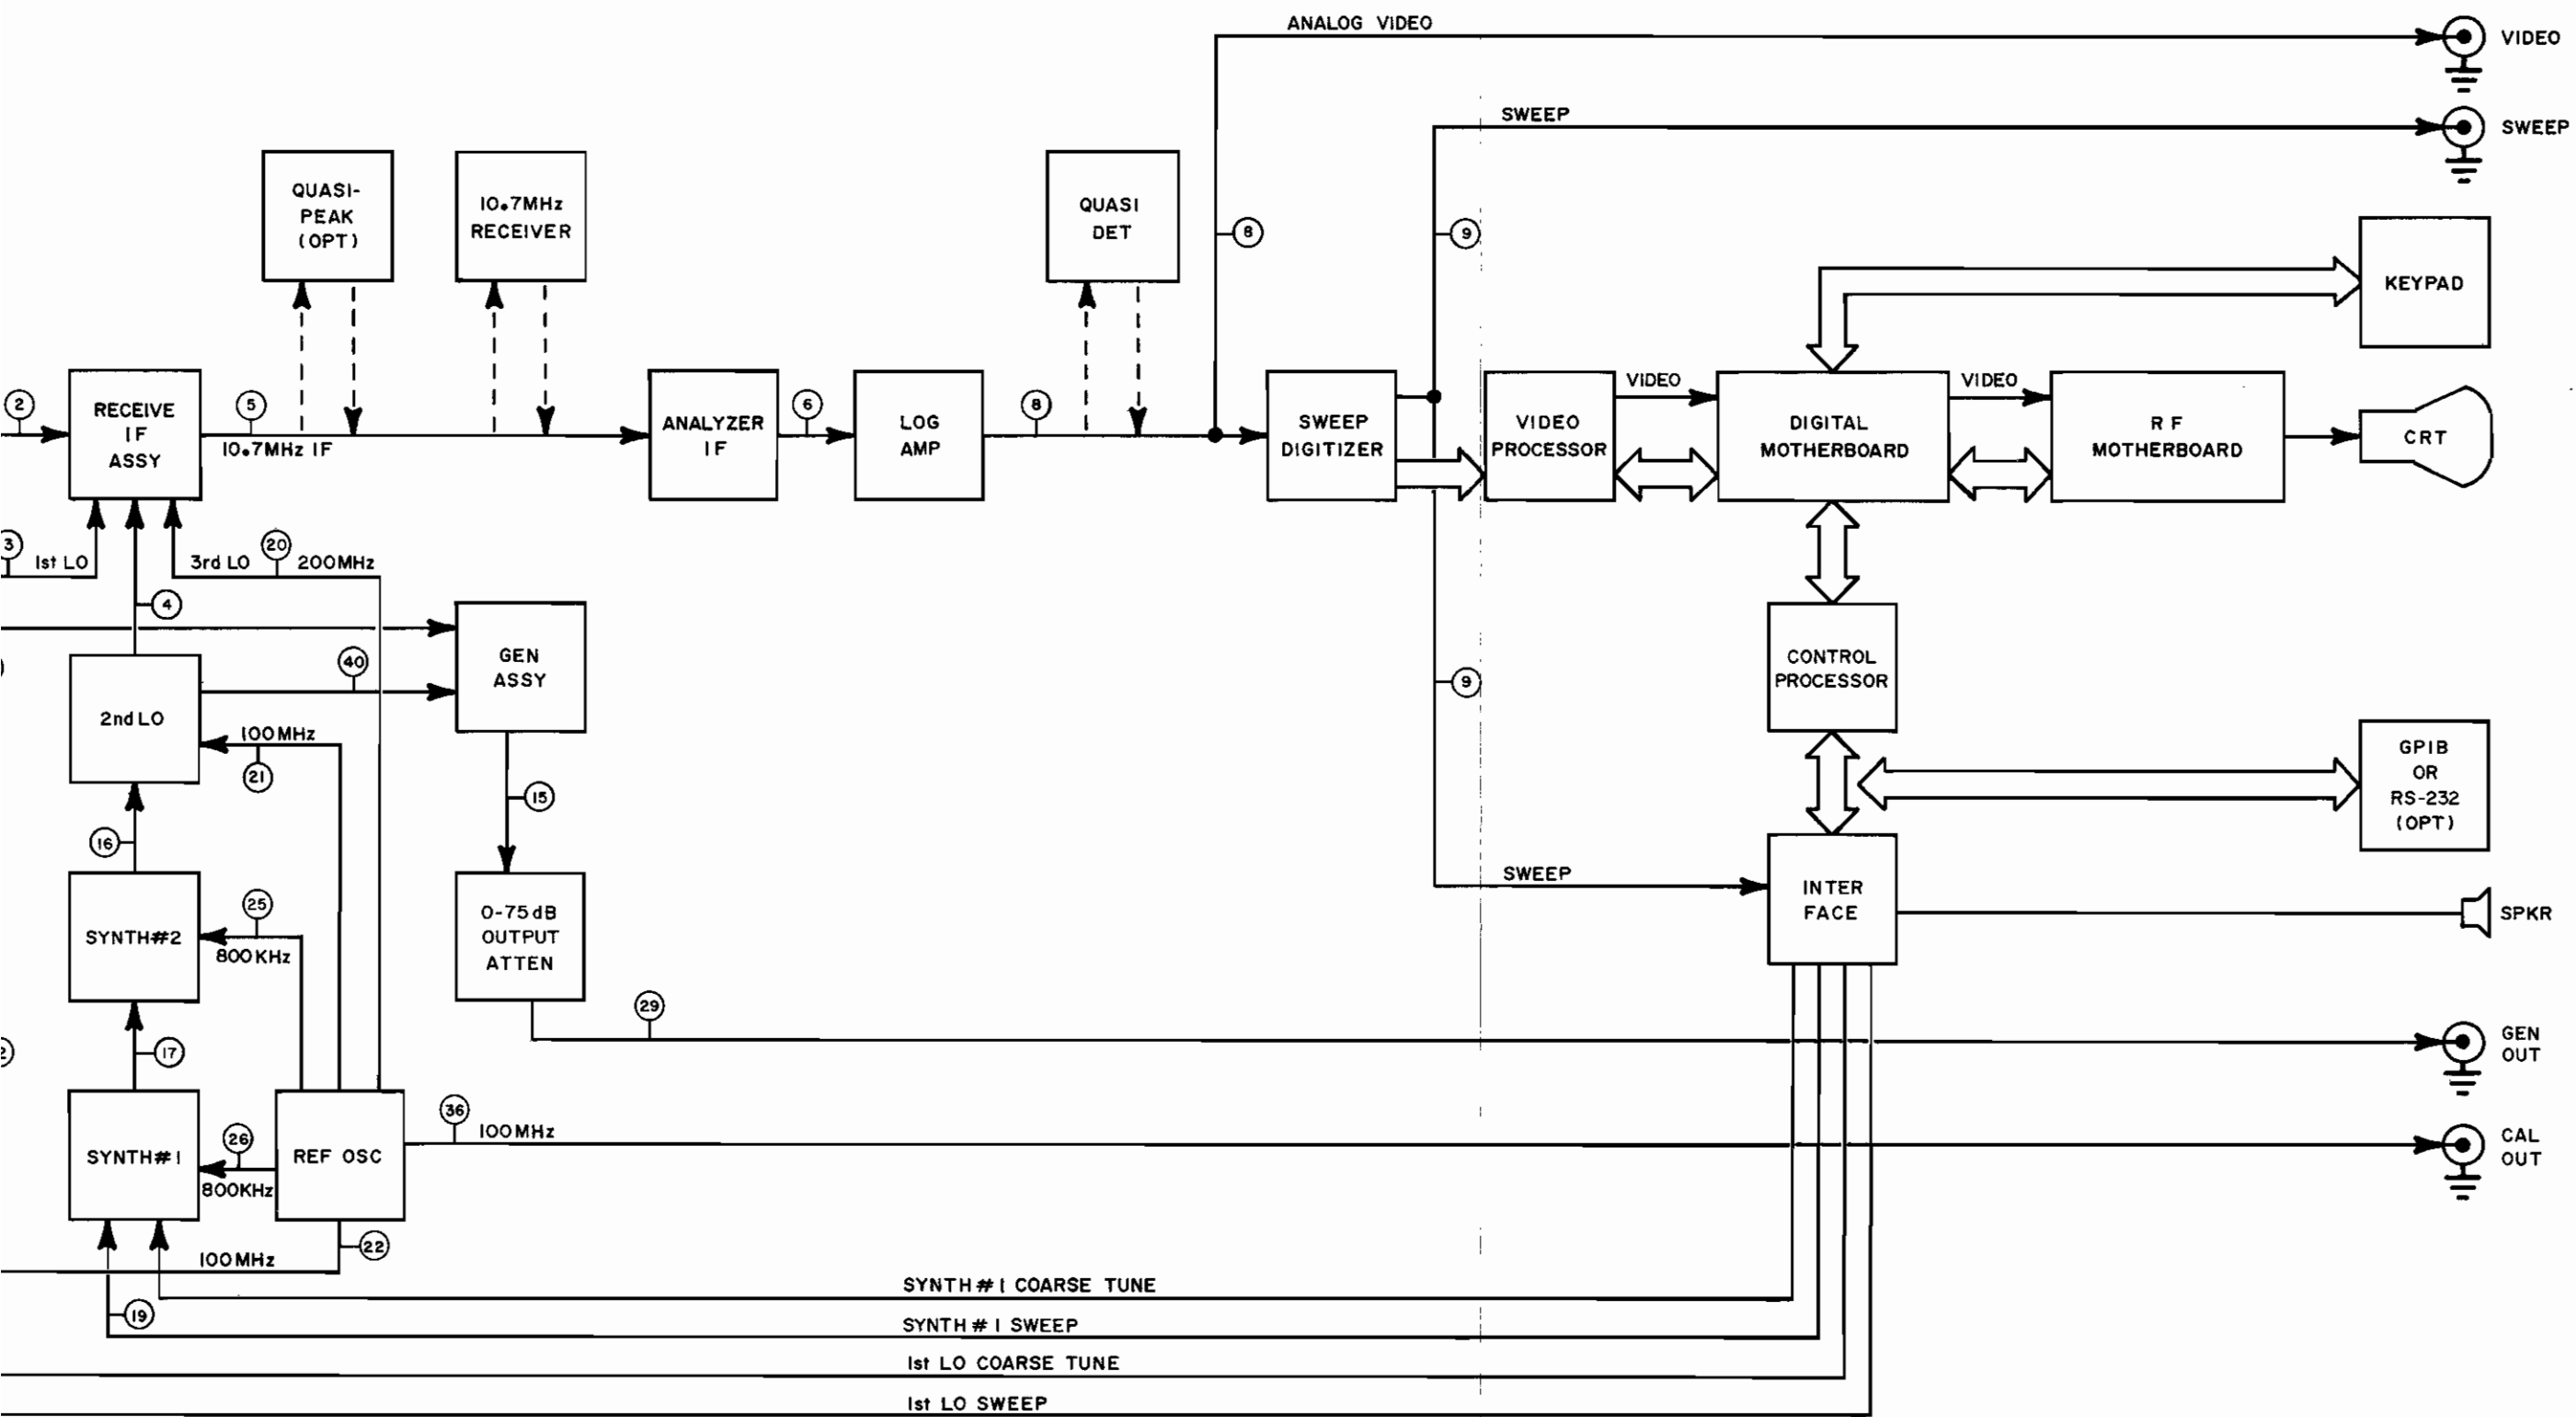 ANALOG VIDEO
VIDEO
SWEEP
SWEEP
QUASI-
PEAK
(OPT)
10.7MHz
RECEIVER
QUASI
DET
8
9
KEYPAD
2
RECEIVE
IF
ASSY
5
10.7MHz IF
ANALYZER
IF
6
LOG
AMP
8
SWEEP
DIGITIZER
VIDEO
PROCESSOR
VIDEO
DIGITAL
MOTHERBOARD
VIDEO
RF
MOTHERBOARD
CRT
3
1st LO
3rd LO
20
200MHz
4
40
GEN
ASSY
CONTROL
PROCESSOR
9
2nd LO
100MHz
21
15
GPIB
OR
RS-232
(OPT)
16
SYNTH#2
25
800KHz
0-75dB
OUTPUT
ATTEN
SWEEP
INTER
FACE
SPKR
29
GEN
OUT
17
36
100MHz
CAL
OUT
SYNTH#1
26
800KHz
REF OSC
22
100MHz
SYNTH#1 COARSE TUNE
19
SYNTH#1 SWEEP
1st LO COARSE TUNE
1st LO SWEEP